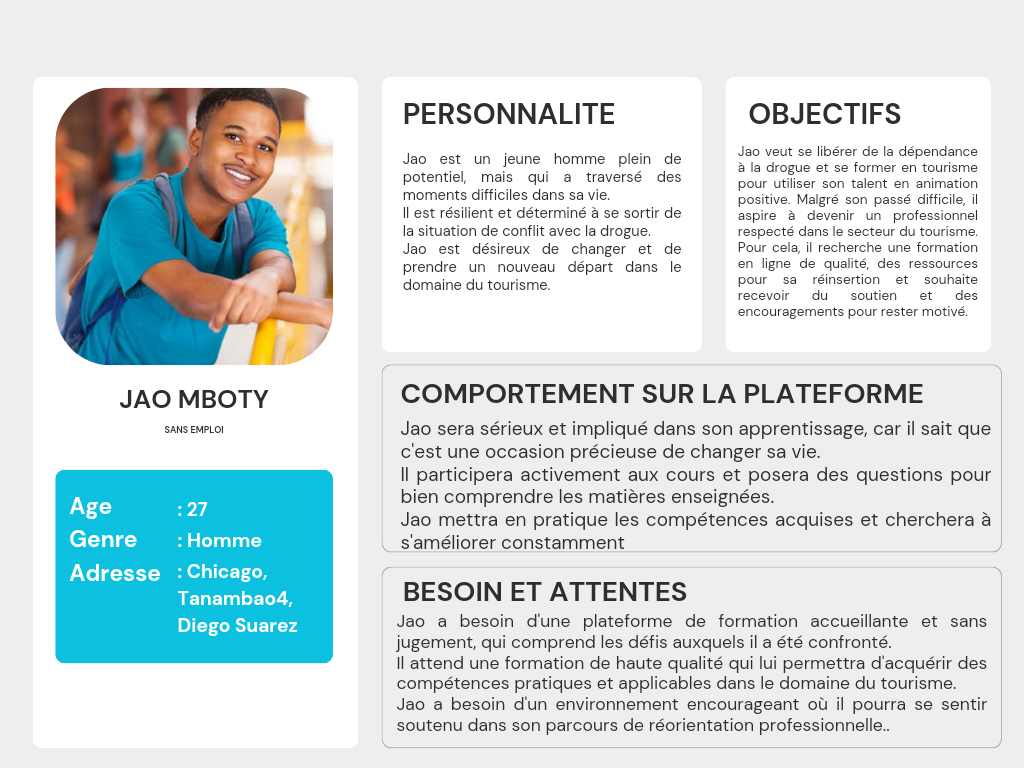 JAO MBOTY
SANS EMPLOI
Age : 27
Genre : Homme
Adresse : Chicago,
Tanambao4,
Diego Suarez
PERSONNALITE
Jao est un jeune homme plein de
potentiel, mais qui a traversé des
moments difficiles dans sa vie.
Il est résilient et déterminé à se sortir de
la situation de conflit avec la drogue.
Jao est désireux de changer et de
prendre un nouveau départ dans le
domaine du tourisme.
OBJECTIFS
Jao veut se libérer de la dépendance
à la drogue et se former en tourisme
pour utiliser son talent en animation
positive. Malgré son passé difficile, il
aspire à devenir un professionnel
respecté dans le secteur du tourisme.
Pour cela, il recherche une formation
en ligne de qualité, des ressources
pour sa réinsertion et souhaite
recevoir du soutien et des
encouragements pour rester motivé.
COMPORTEMENT SUR LA PLATEFORME
Jao sera sérieux et impliqué dans son apprentissage, car il sait que
c'est une occasion précieuse de changer sa vie.
Il participera activement aux cours et posera des questions pour
bien comprendre les matières enseignées.
Jao mettra en pratique les compétences acquises et cherchera à
s'améliorer constamment
BESOIN ET ATTENTES
Jao a besoin d'une plateforme de formation accueillante et sans
jugement, qui comprend les défis auxquels il a été confronté.
Il attend une formation de haute qualité qui lui permettra d'acquérir des
compétences pratiques et applicables dans le domaine du tourisme.
Jao a besoin d'un environnement encourageant où il pourra se sentir
soutenu dans son parcours de réorientation professionnelle..